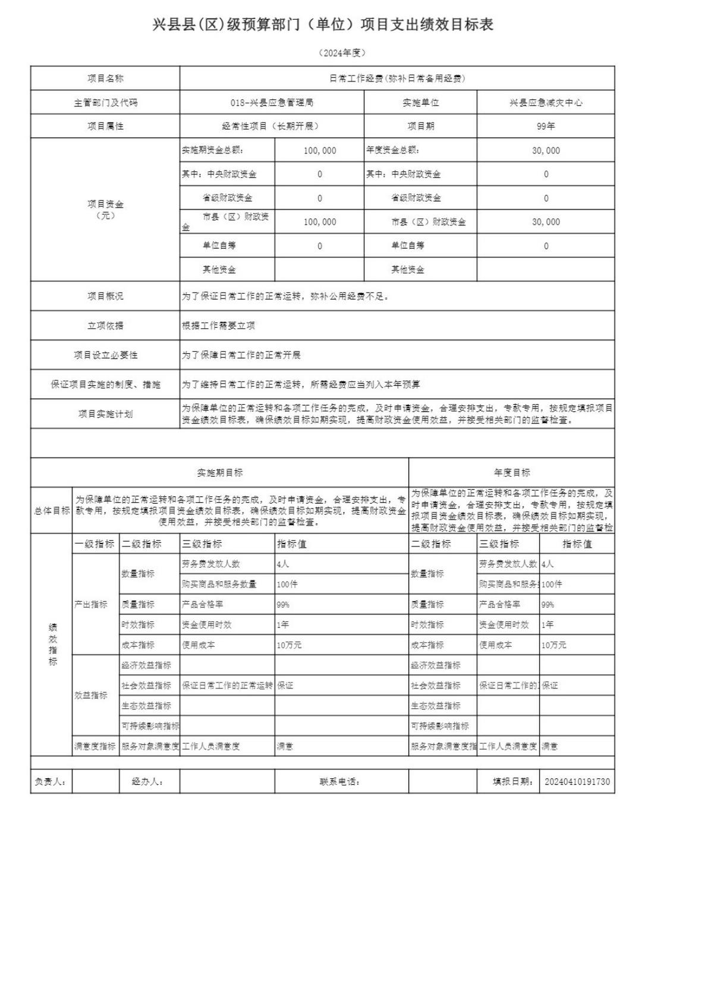 兴县县(区)级预算部门（单位）项目支出绩效目标表
（2024年度）
项目名称 日常工作经费(弥补日常备用经费)
主管部门及代码 018-兴县应急管理局 实施单位 兴县应急减灾中心
项目属性 经常性项目（长期开展） 项目期 99年
项目资金
（元）
实施期资金总额： 100,000 年度资金总额： 30,000
其中：中央财政资金 0 其中：中央财政资金 0
省级财政资金 0 省级财政资金 0
市县（区）财政资
金 100,000 市县（区）财政资金 30,000
单位自筹 0 单位自筹 0
其他资金 其他资金
项目概况 为了保证日常工作的正常运转，弥补公用经费不足。
立项依据 根据工作需要立项
项目设立必要性 为了保障日常工作的正常开展
保证项目实施的制度、措施 为了维持日常工作的正常运转，所需经费应当列入本年预算
项目实施计划
为保障单位的正常运转和各项工作任务的完成，及时申请资金，合理安排支出，专款专用，按规定填报项目
资金绩效目标表，确保绩效目标如期实现，提高财政资金使用效益，并接受相关部门的监督检查。
实施期目标 年度目标
总体目标
为保障单位的正常运转和各项工作任务的完成，及时申请资金，合理安排支出，专
款专用，按规定填报项目资金绩效目标表，确保绩效目标如期实现，提高财政资金
使用效益，并接受相关部门的监督检查。
为保障单位的正常运转和各项工作任务的完成，及
时申请资金，合理安排支出，专款专用，按规定填
报项目资金绩效目标表，确保绩效目标如期实现，
提高财政资金使用效益，并接受相关部门的监督检
绩
效
指
标
一级指标 二级指标 三级指标 指标值 二级指标 三级指标 指标值
产出指标
数量指标 劳务费发放人数 4人 数量指标 劳务费发放人数 4人
购买商品和服务数量 100件 购买商品和服务 100件
质量指标 产品合格率 99% 质量指标 产品合格率 99%
时效指标 资金使用时效 1年 时效指标 资金使用时效 1年
成本指标 使用成本 10万元 成本指标 使用成本 10万元
效益指标
经济效益指标 经济效益指标
社会效益指标 保证日常工作的正常运转 保证 社会效益指标 保证日常工作的 保证
生态效益指标 生态效益指标
可持续影响指标 可持续影响指标
满意度指标 服务对象满意度 工作人员满意度 满意 服务对象满意度指 工作人员满意度 满意
负责人： 经办人： 联系电话： 填报日期： 20240410191730